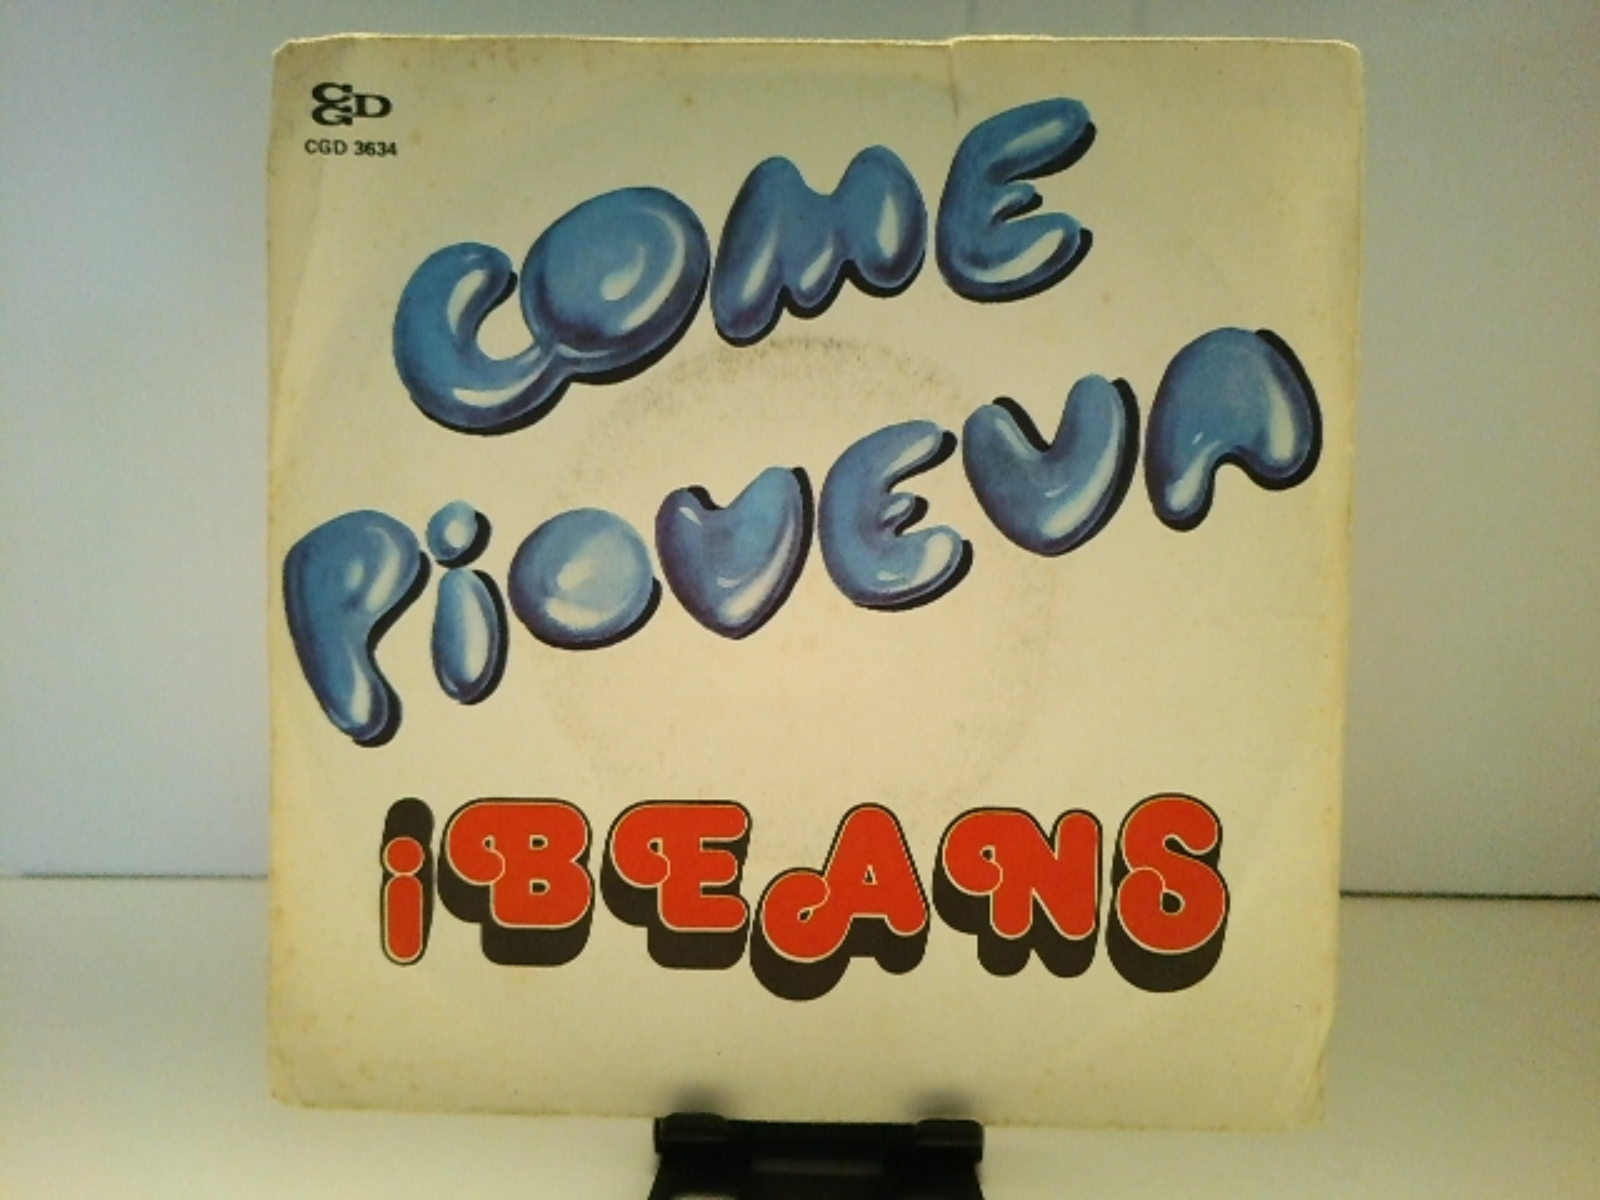 CGD
CGD 3634
COME
PiOVEVA
i BEANS